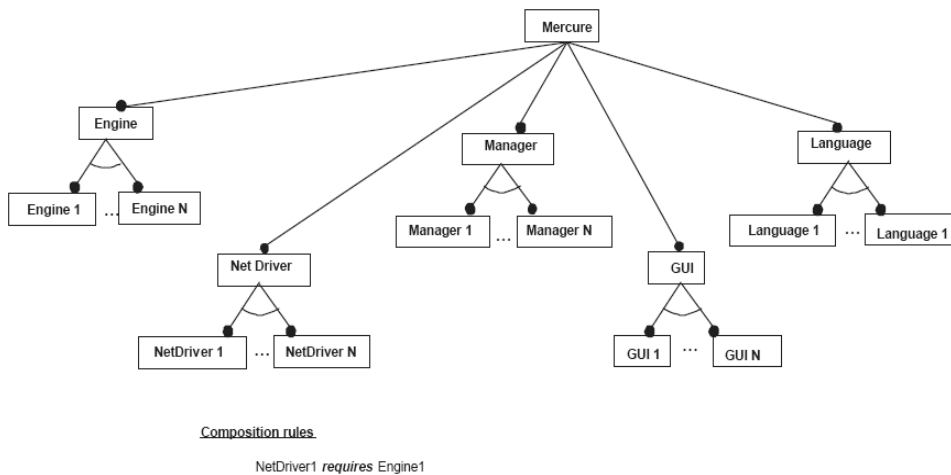 Mercure
Engine
Manager
Language
Engine 1 ... Engine N
Manager 1 ... Manager N
Language 1 ... Language 1
Net Driver
GUI
NetDriver 1 ... NetDriver N
GUI 1 ... GUI N
Composition rules
NetDriver1 requires Engine1